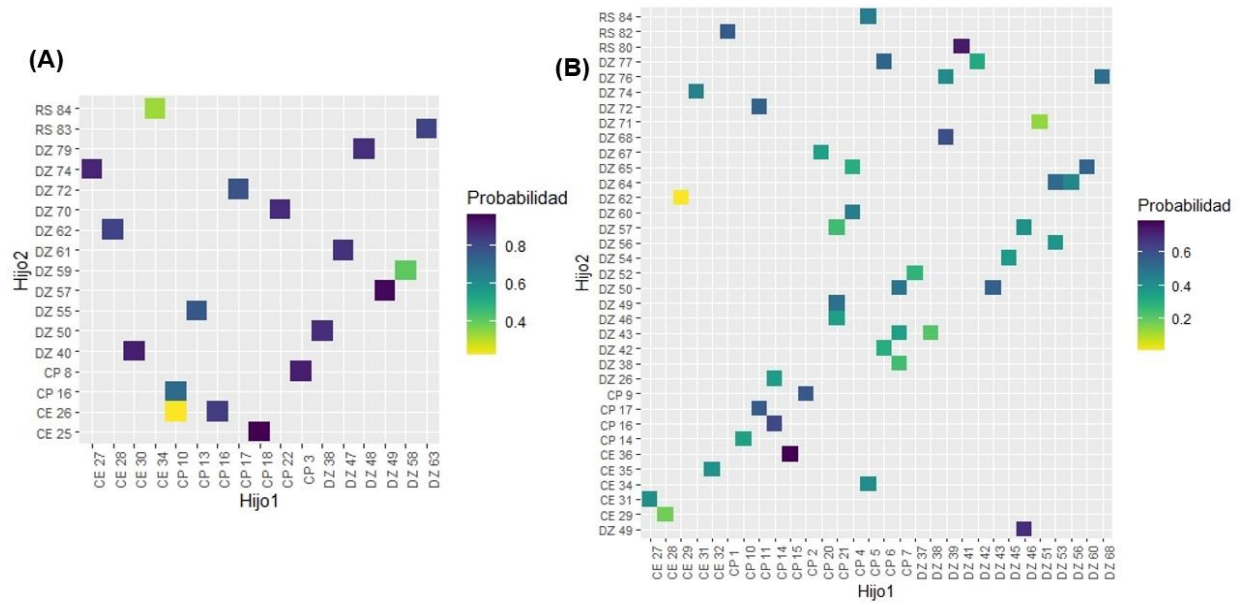 (A)
RS 84
RS 83
DZ 79
DZ 74
DZ 72
DZ 70
DZ 62
DZ 61
DZ 59
DZ 57
DZ 55
DZ 50
DZ 40
CP 8
CP 16
CE 26
CE 25
Hijo2
CE 27
CE 28
CE 30
CE 34
CP 10
CP 13
CP 16
CP 17
CP 18
CP 22
CP 3
DZ 38
DZ 47
DZ 48
DZ 49
DZ 58
DZ 63
Hijo1
Probabilidad
0.8
0.6
0.4
(B)
RS 84
RS 82
RS 80
DZ 77
DZ 76
DZ 74
DZ 72
DZ 71
DZ 68
DZ 67
DZ 65
DZ 64
DZ 62
DZ 60
DZ 57
DZ 56
DZ 54
DZ 52
DZ 50
DZ 49
DZ 46
DZ 43
DZ 42
DZ 38
DZ 26
CP 9
CP 17
CP 16
CP 14
CE 36
CE 35
CE 34
CE 31
CE 29
DZ 49
Hijo2
CE 27
CE 28
CE 29
CE 31
CE 32
CP 1
CP 10
CP 11
CP 14
CP 15
CP 2
CP 20
CP 21
CP 4
CP 5
CP 6
CP 7
DZ 37
DZ 38
DZ 39
DZ 41
DZ 42
DZ 43
DZ 45
DZ 46
DZ 51
DZ 53
DZ 56
DZ 60
DZ 68
Hijo1
Probabilidad
0.6
0.4
0.2